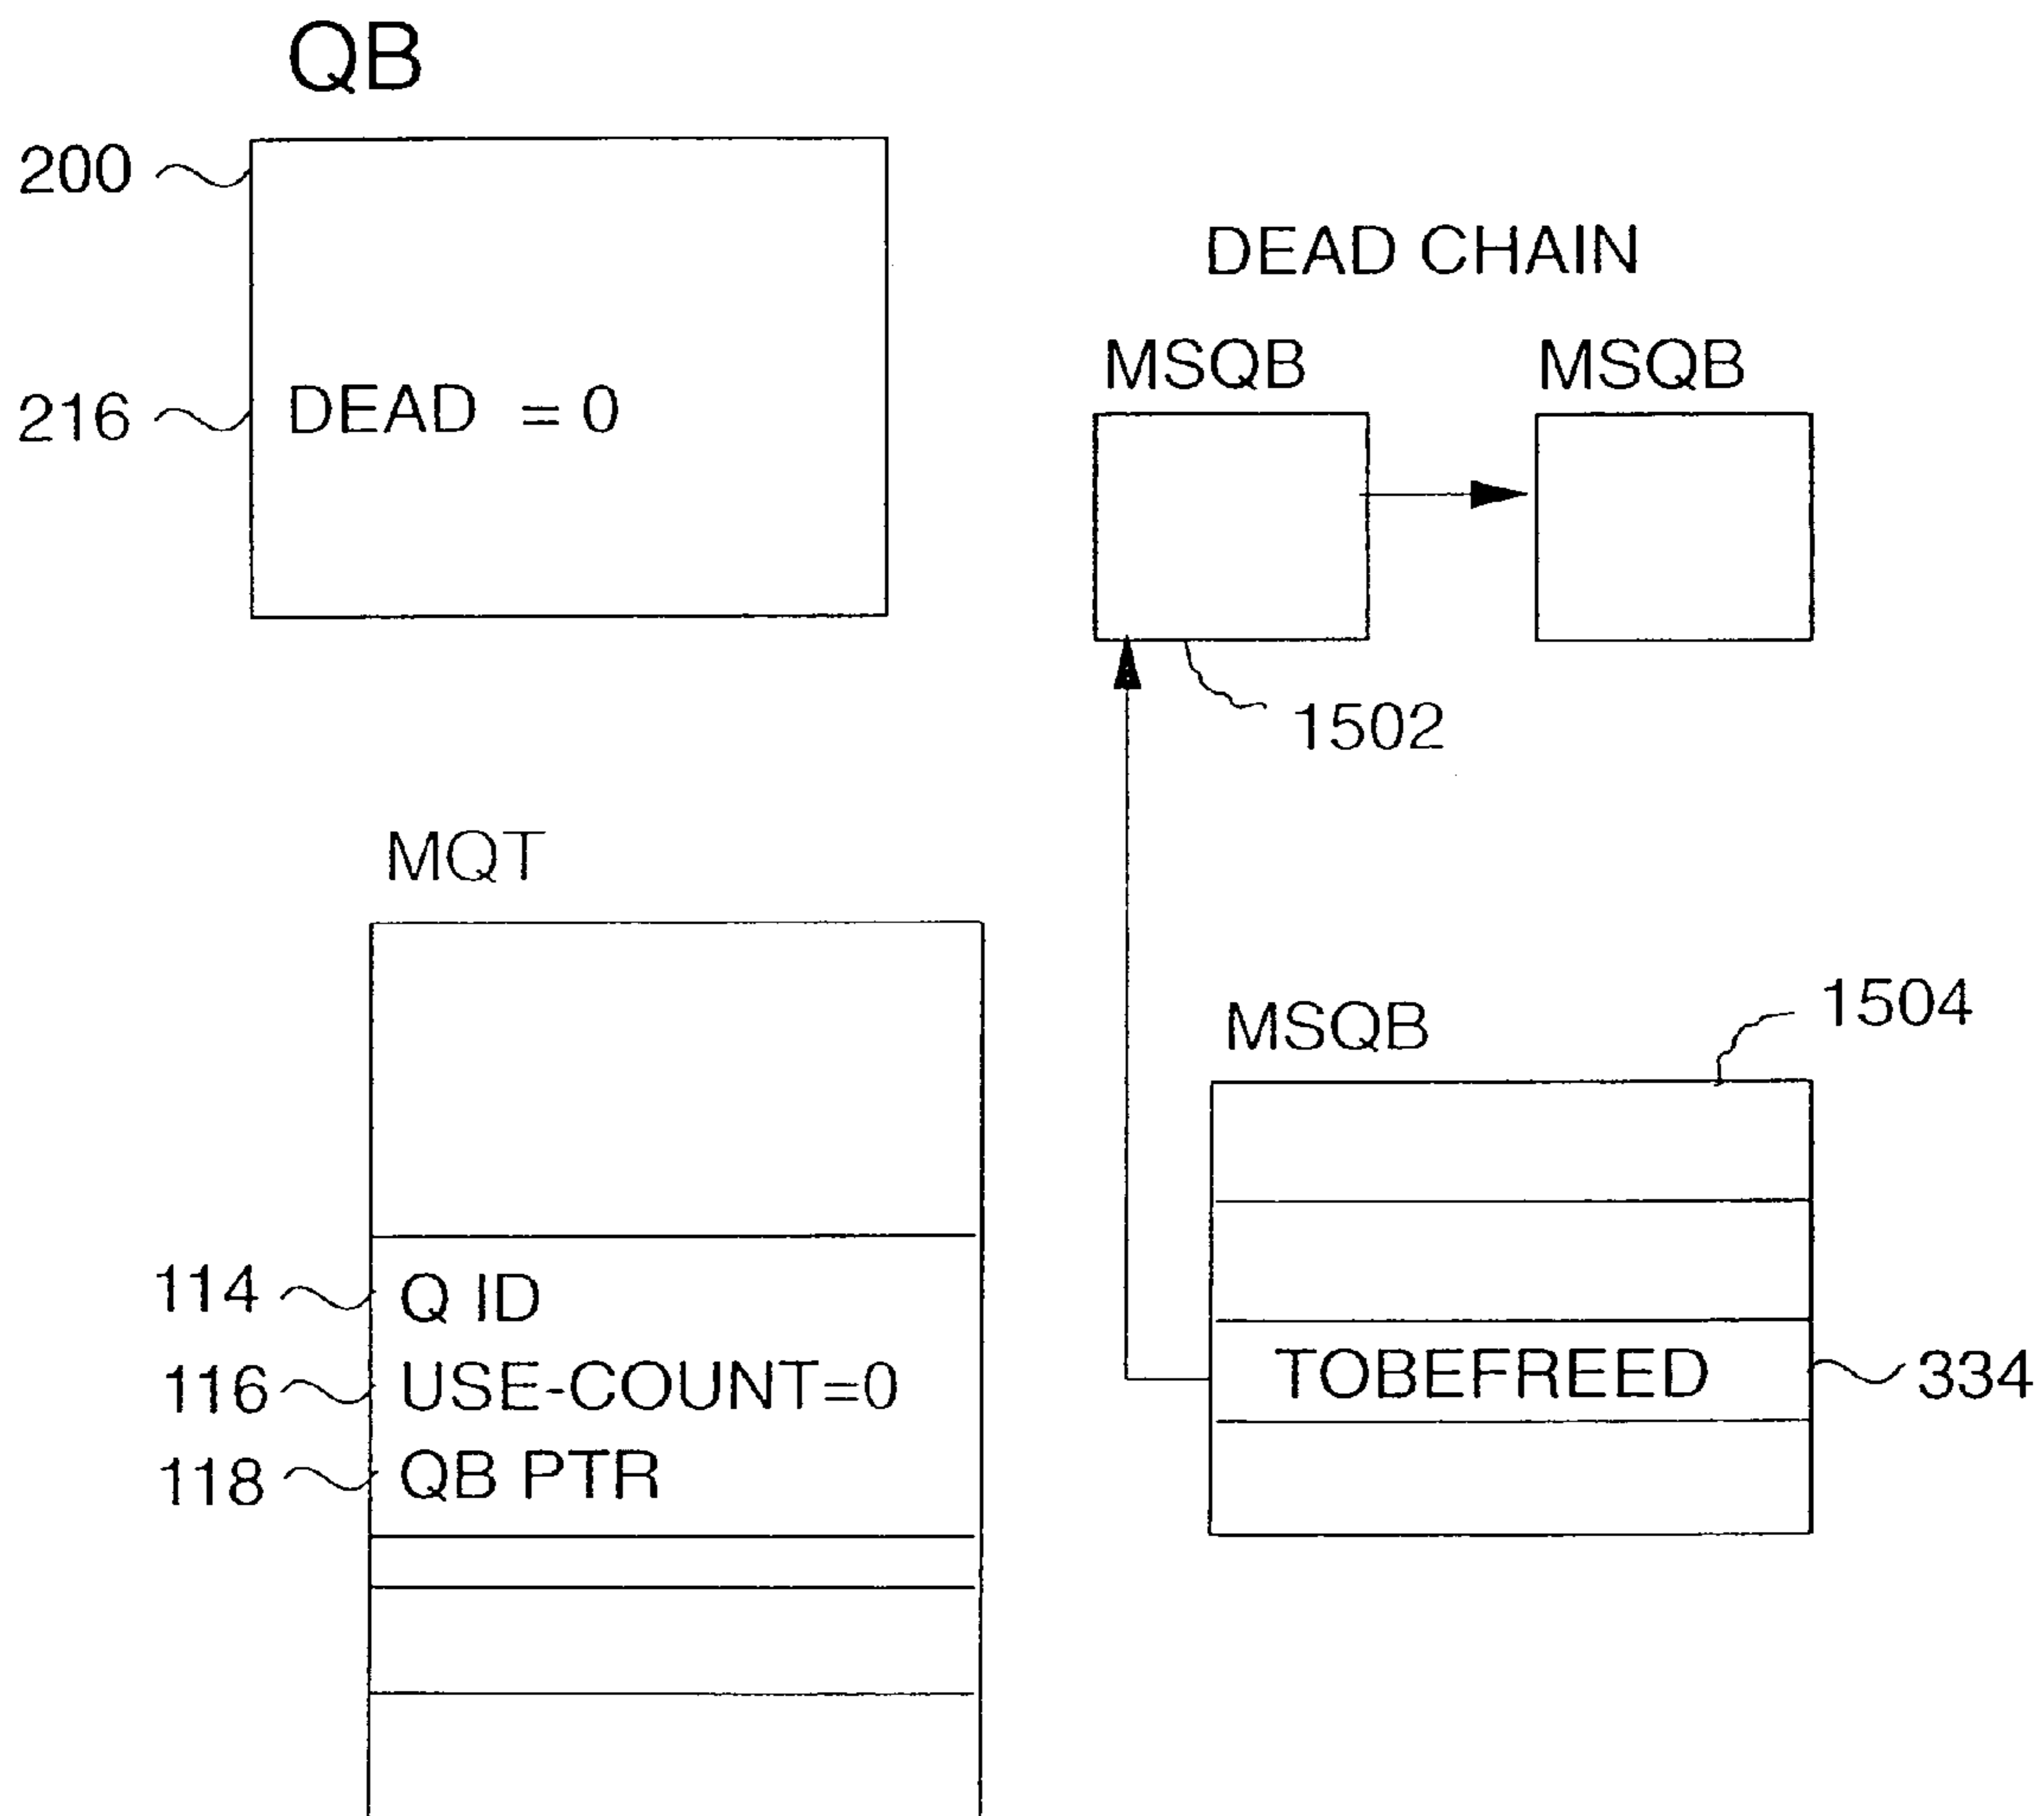 QB
200
216
DEAD = 0
DEAD CHAIN
MSQB
MSQB
1502
MQT
114
Q ID
116
USE-COUNT=0
118
QB PTR
MSQB
1504
TOBEFREED
334